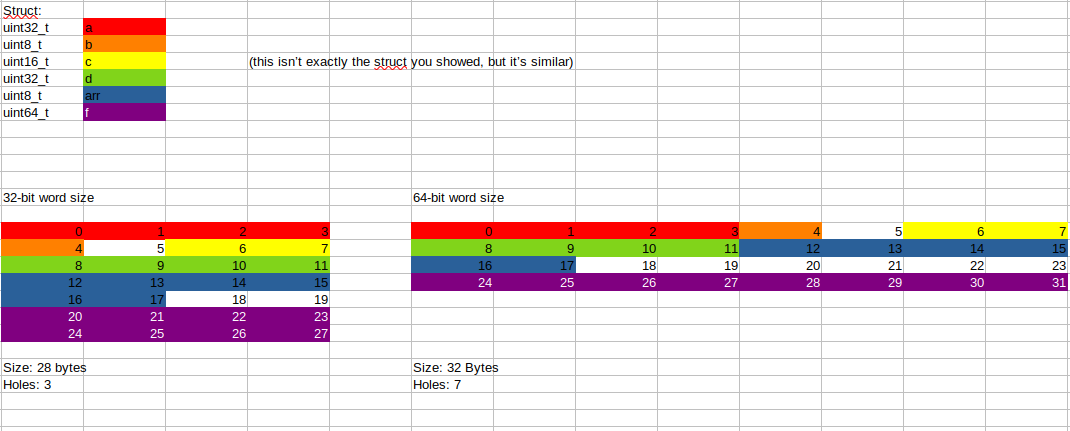 Struct:
uint32_t a
uint8_t b
uint16_t c (this isn't exactly the struct you showed, but it's similar)
uint32_t d
uint8_t arr
uint64_t f
32-bit word size 64-bit word size
0 1 2 3 0 1 2 3 4 5 6 7
4 5 6 7 8 9 10 11 12 13 14 15
8 9 10 11 16 17 18 19 20 21 22 23
12 13 14 15 24 25 26 27 28 29 30 31
16 17 18 19
20 21 22 23
24 25 26 27
Size: 28 bytes Size: 32 Bytes
Holes: 3 Holes: 7